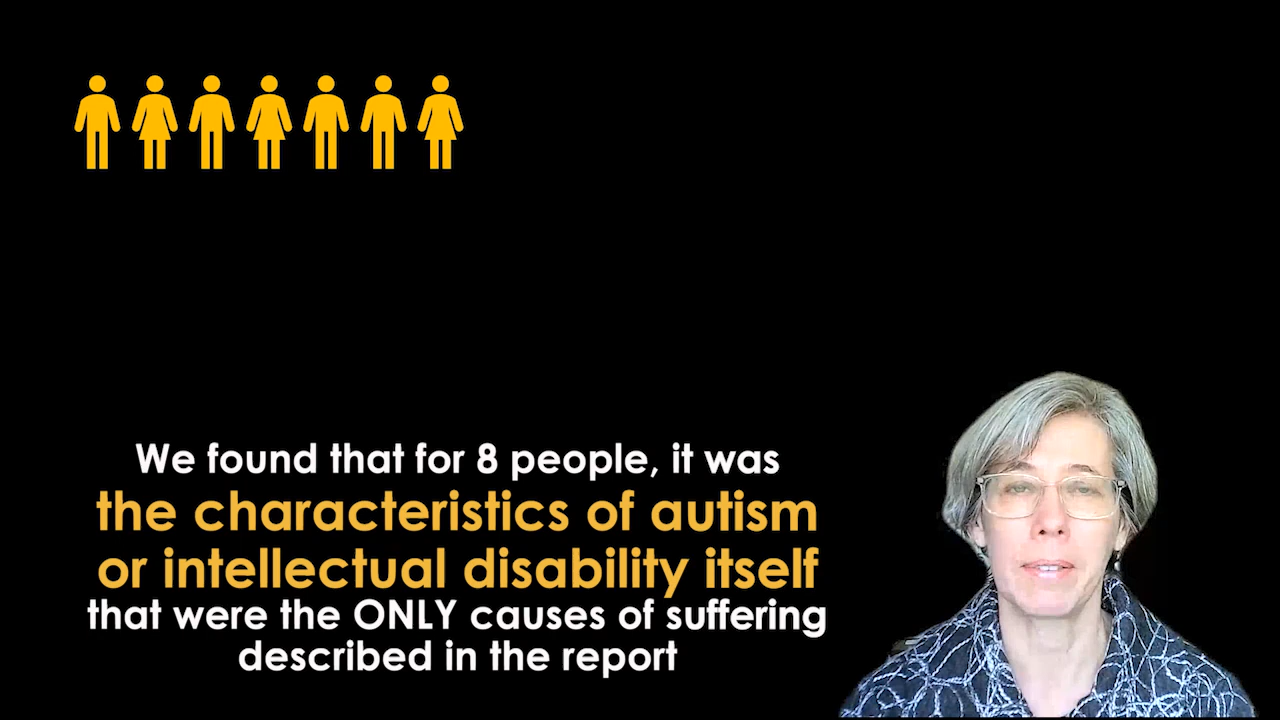 We found that for 8 people, it was
the characteristics of autism
or intellectual disability itself
that were the ONLY causes of suffering
described in the report